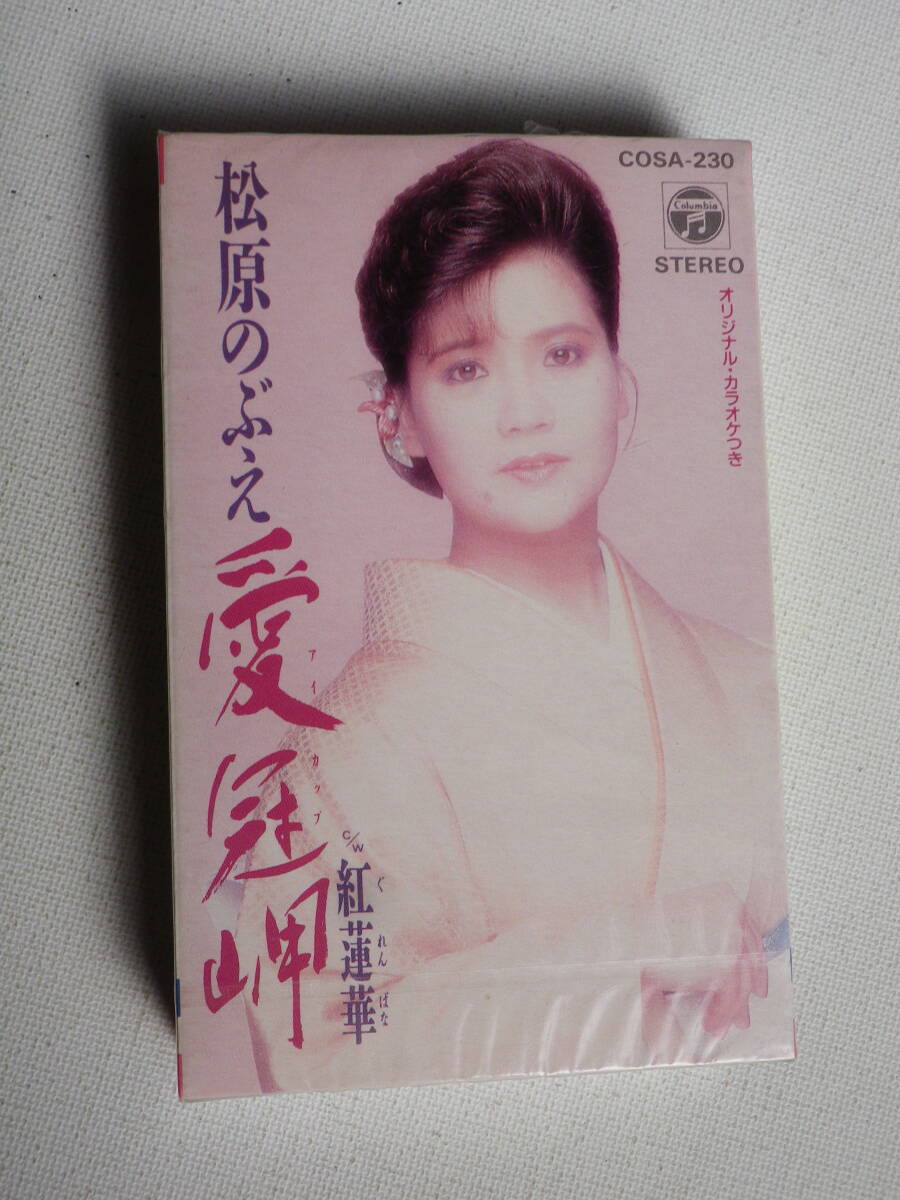 COSA-230
Columbia
STEREO
オリジナル・カラオケつき
松原のぶえ
愛冠岬
アイカップ
c/w
紅蓮華
ぐれんばな